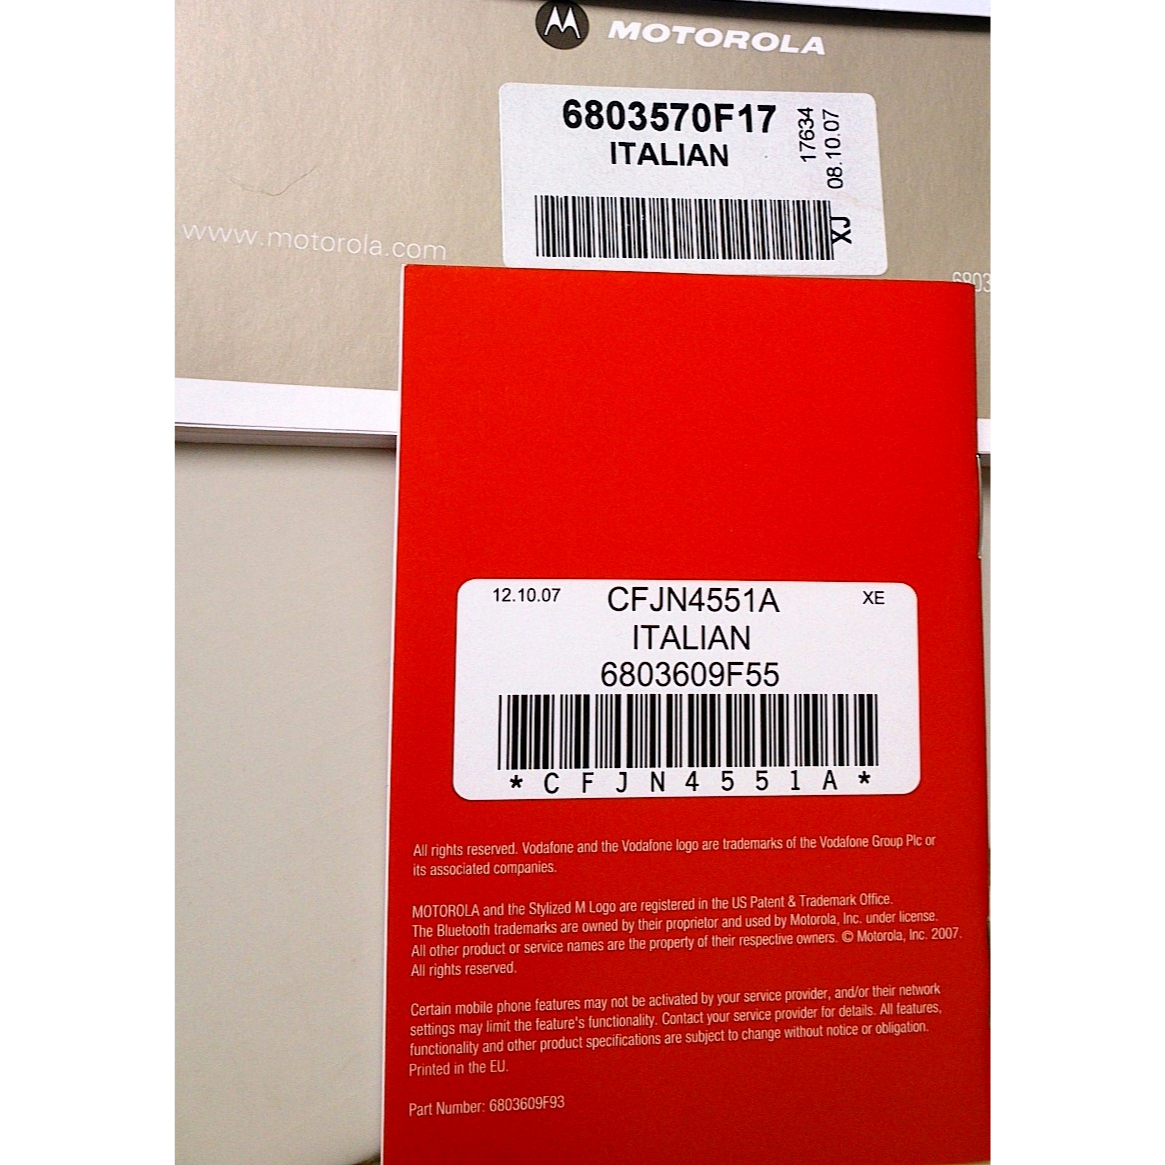 MOTOROLA
6803570F17
ITALIAN
17634
08.10.07
XJ
www.motorola.com
6803
12.10.07 CFJN4551A XE
ITALIAN
6803609F55
*CFJN4551A*
All rights reserved. Vodafone and the Vodafone logo are trademarks of the Vodafone Group Plc or
its associated companies.
MOTOROLA and the Stylized M Logo are registered in the US Patent & Trademark Office.
The Bluetooth trademarks are owned by their proprietor and used by Motorola, Inc. under license.
All other product or service names are the property of their respective owners. © Motorola, Inc. 2007.
All rights reserved.
Certain mobile phone features may not be activated by your service provider, and/or their network
settings may limit the feature's functionality. Contact your service provider for details. All features,
functionality and other product specifications are subject to change without notice or obligation.
Printed in the EU.
Part Number: 6803609F93